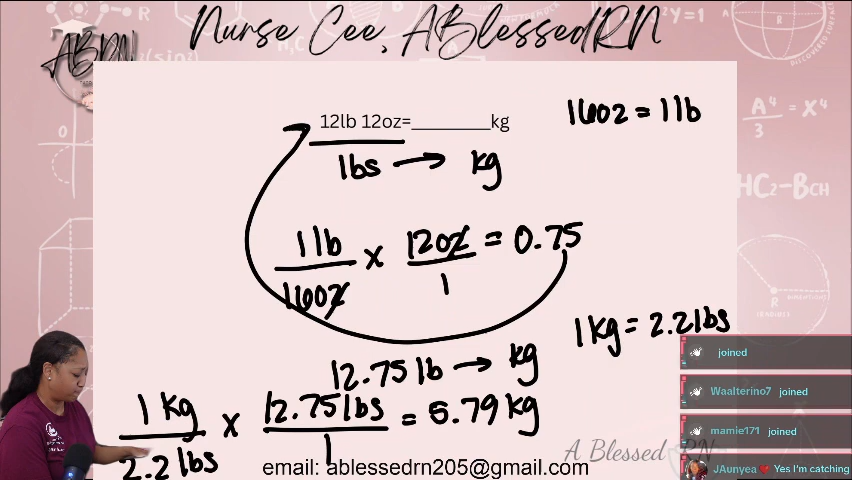 Nurse Cee, ABlessedRN
ABRN
12lb 12oz=________kg
16oz = 1lb
lbs → kg
1lb / 16oz x 12oz / 1 = 0.75
1kg = 2.2lbs
12.75lb → kg
1kg / 2.2lbs x 12.75lbs / 1 = 5.79kg
A Blessed RN
email: ablessedrn205@gmail.com
joined
Waalterino7 joined
mamie171 joined
JAunyea Yes I'm catching